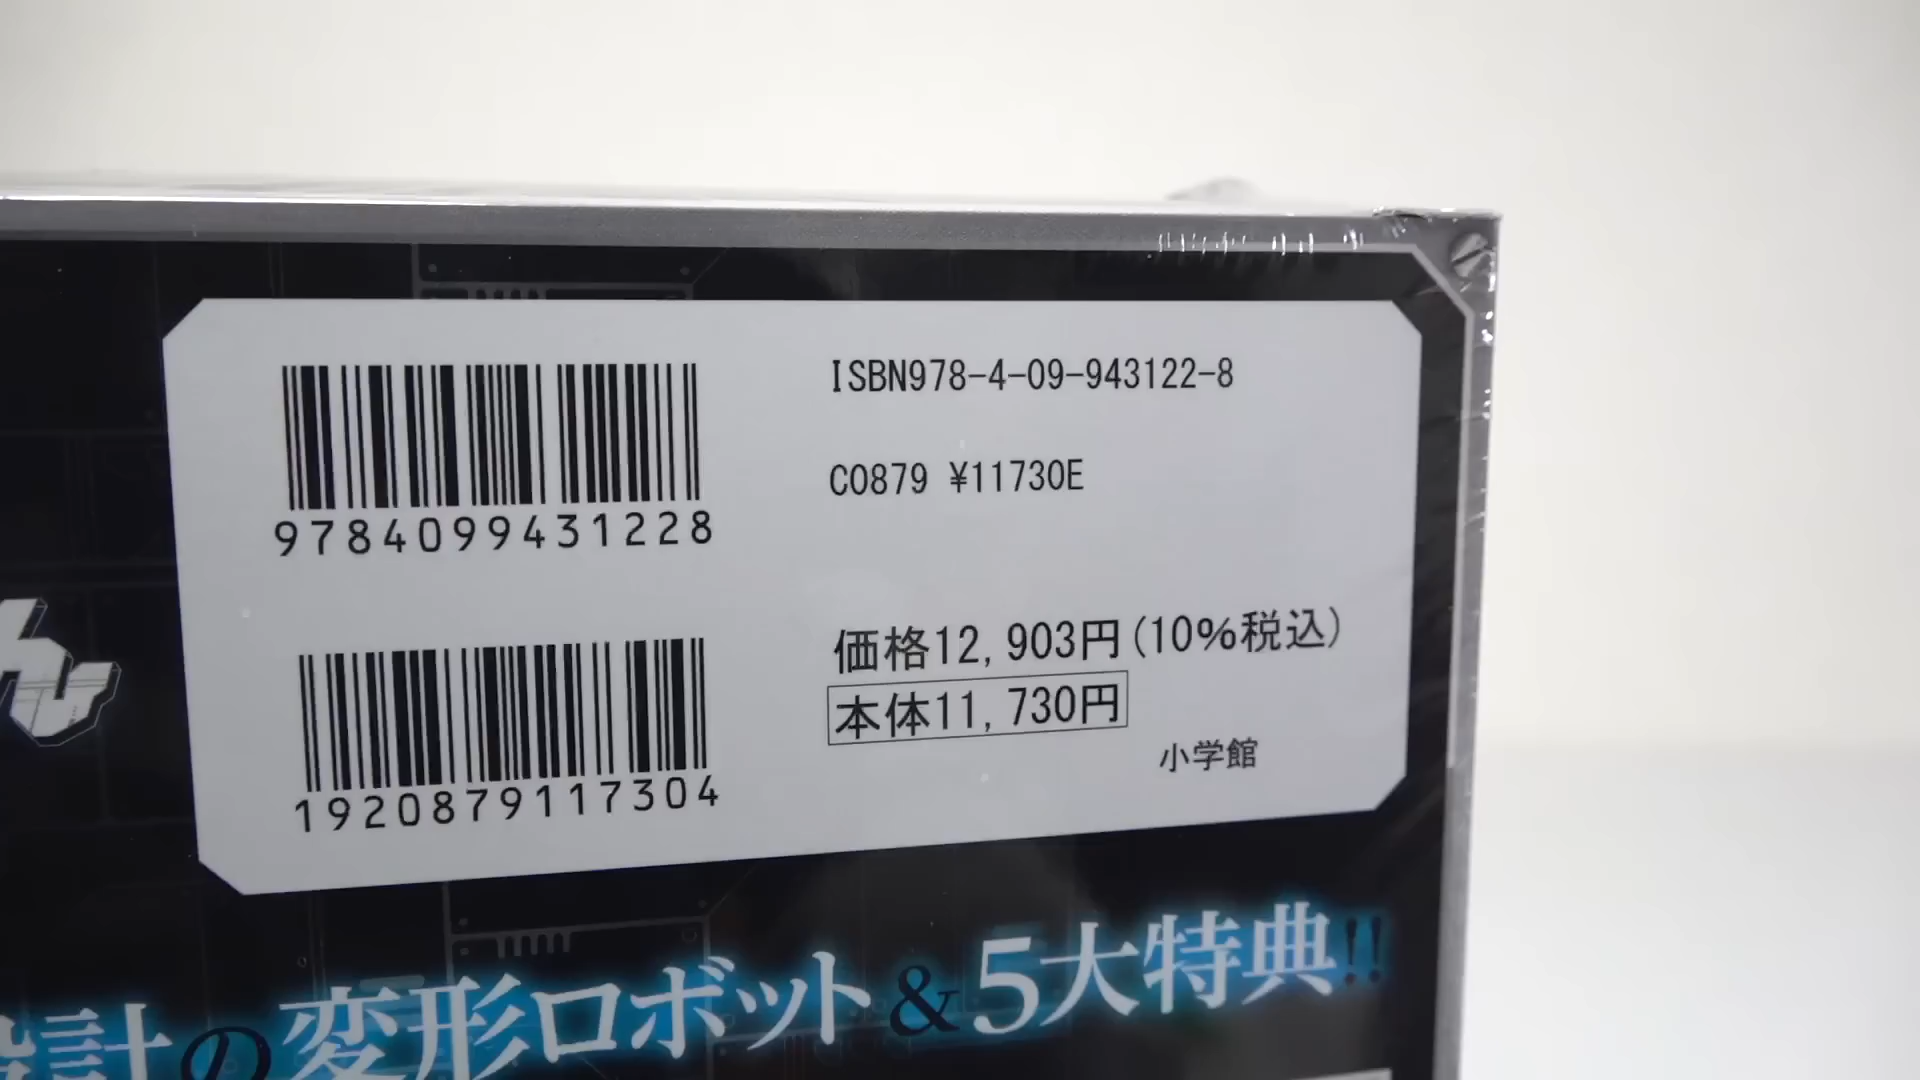 ISBN978-4-09-943122-8
9784099431228
C0879 ¥11730E
価格12,903円(10%税込)
本体11,730円
小学館
1920879117304
設計の変形ロボット&5大特典!!